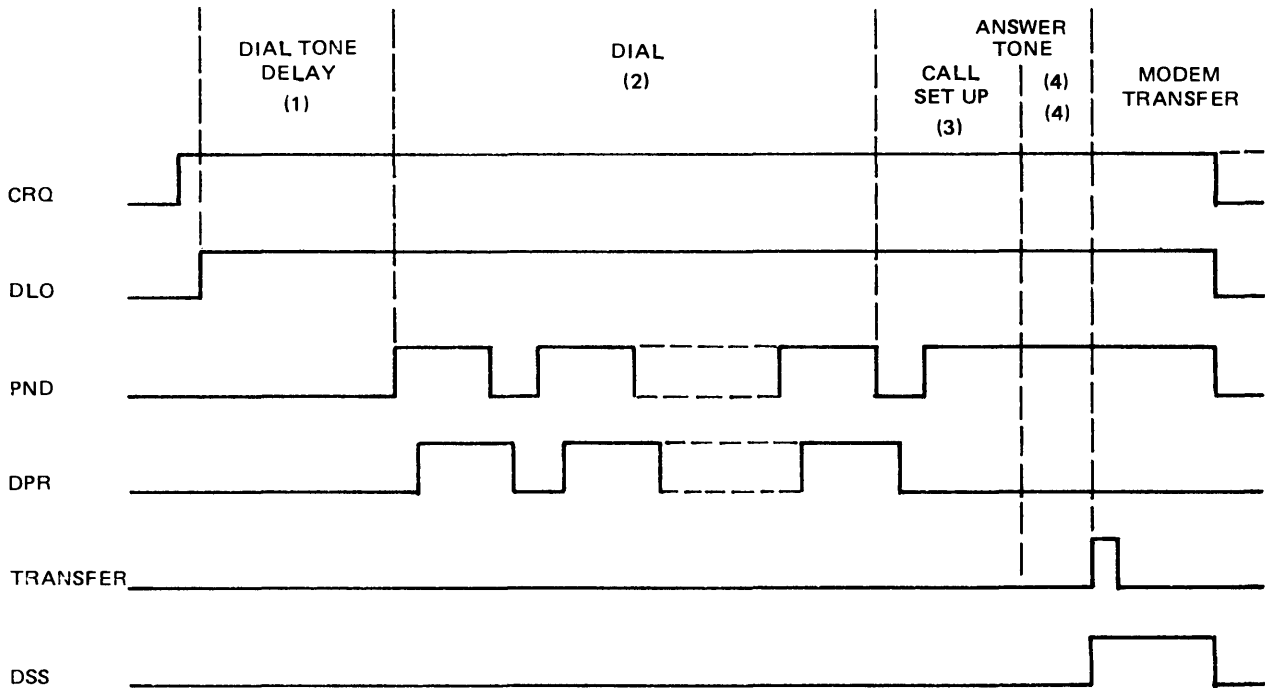 DIAL TONE
DELAY
(1)
DIAL
(2)
CALL
SET UP
(3)
ANSWER
TONE
(4)
(4)
MODEM
TRANSFER
CRQ
DLO
PND
DPR
TRANSFER
DSS